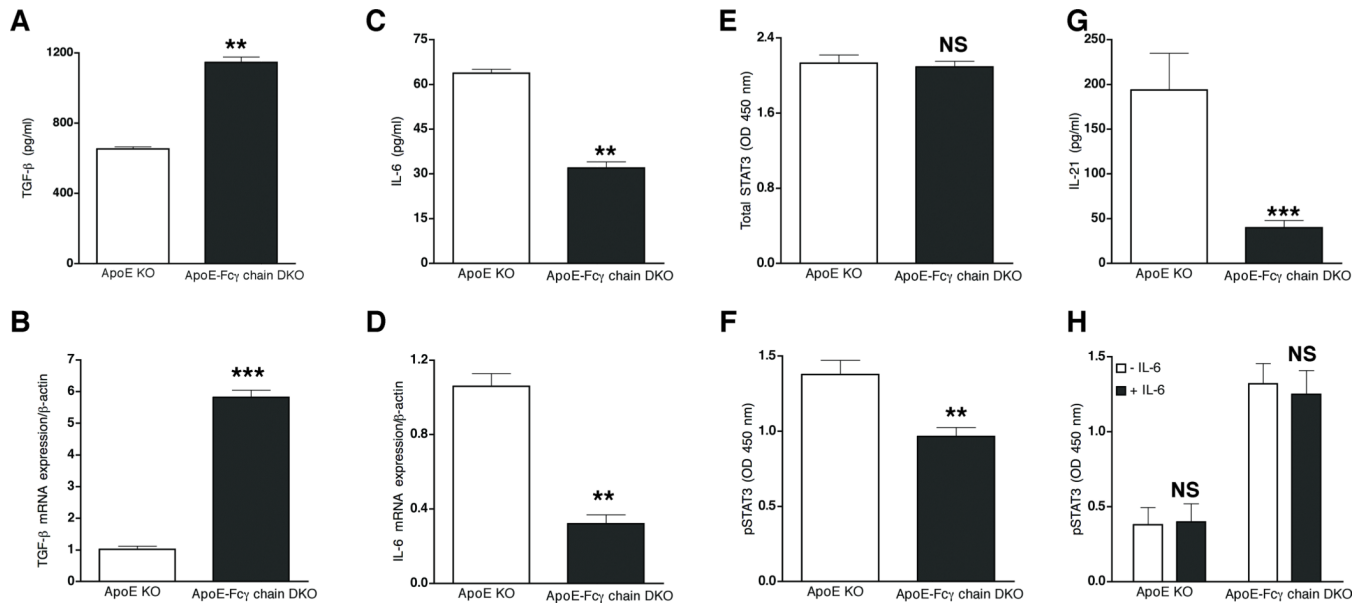 A
TGF-β (pg/ml)
1200
800
400
0
**
ApoE KO
ApoE-Fcγ chain DKO
C
IL-6 (pg/ml)
75
60
45
30
15
0
**
ApoE KO
ApoE-Fcγ chain DKO
E
Total STAT3 (OD 450 nm)
2.4
1.8
1.2
0.6
0.0
NS
ApoE KO
ApoE-Fcγ chain DKO
G
IL-21 (pg/ml)
250
200
150
100
50
0
***
ApoE KO
ApoE-Fcγ chain DKO
B
TGF-β mRNA expression/β-actin
7
6
5
4
3
2
1
0
***
ApoE KO
ApoE-Fcγ chain DKO
D
IL-6 mRNA expression/β-actin
1.2
0.8
0.4
0.0
**
ApoE KO
ApoE-Fcγ chain DKO
F
pSTAT3 (OD 450 nm)
1.5
1.0
0.5
0.0
**
ApoE KO
ApoE-Fcγ chain DKO
H
pSTAT3 (OD 450 nm)
1.5
1.0
0.5
0.0
- IL-6
+ IL-6
NS
NS
ApoE KO
ApoE-Fcγ chain DKO